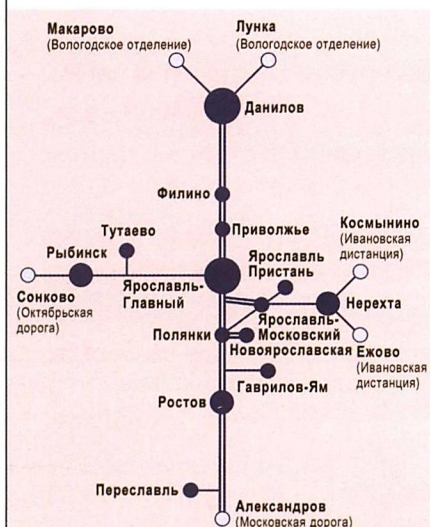 Макарово
(Вологодское отделение)
Лунка
(Вологодское отделение)
Данилов
Филино
Приволжье
Тутаево
Рыбинск
Сонково
(Октябрьская
дорога)
Ярославль-
Главный
Ярославль
Пристань
Космынино
(Ивановская
дистанция)
Нерехта
Ярославль-
Московский
Полянки
Новоярославская
Ежово
(Ивановская
дистанция)
Гаврилов-Ям
Ростов
Переславль
Александров
(Московская дорога)